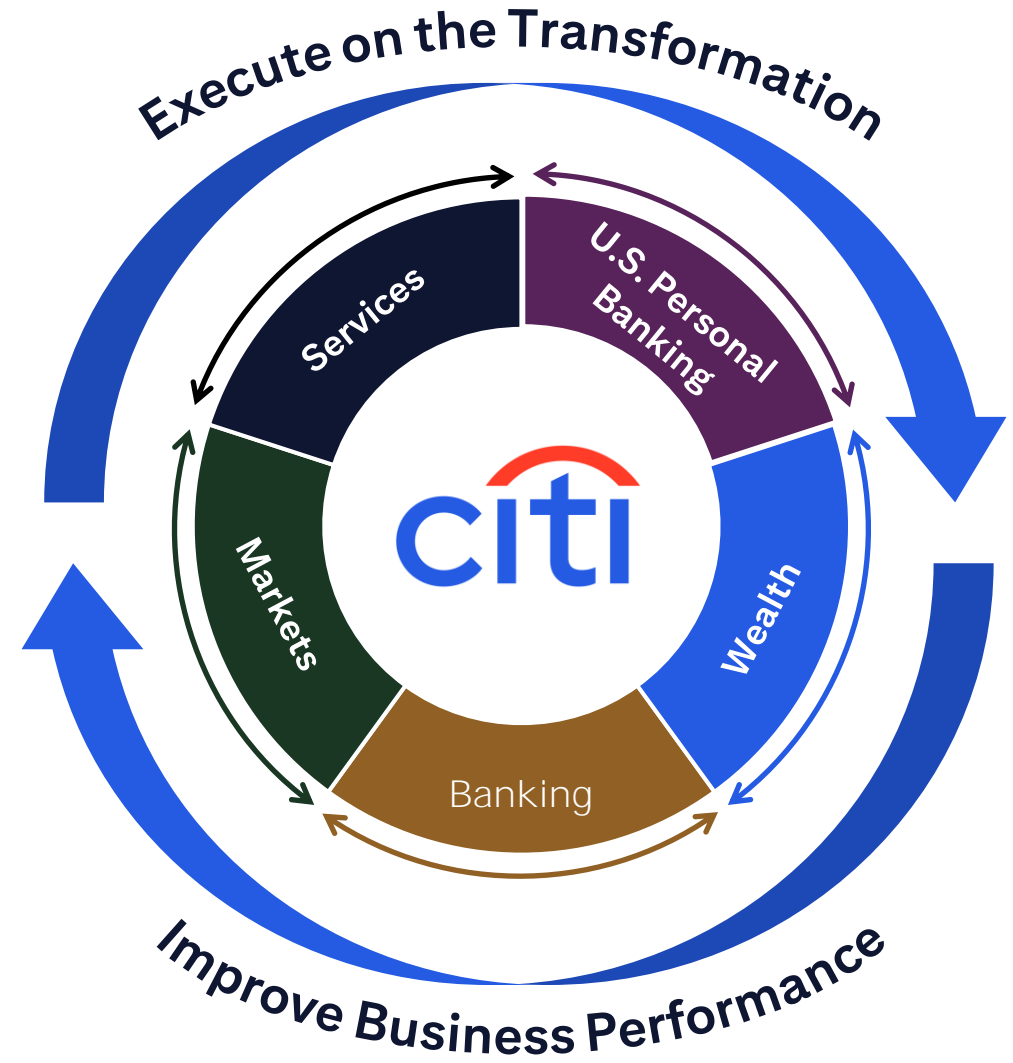 Execute on the Transformation
Services
U.S. Personal
Banking
Markets
citi
Wealth
Banking
Improve Business Performance